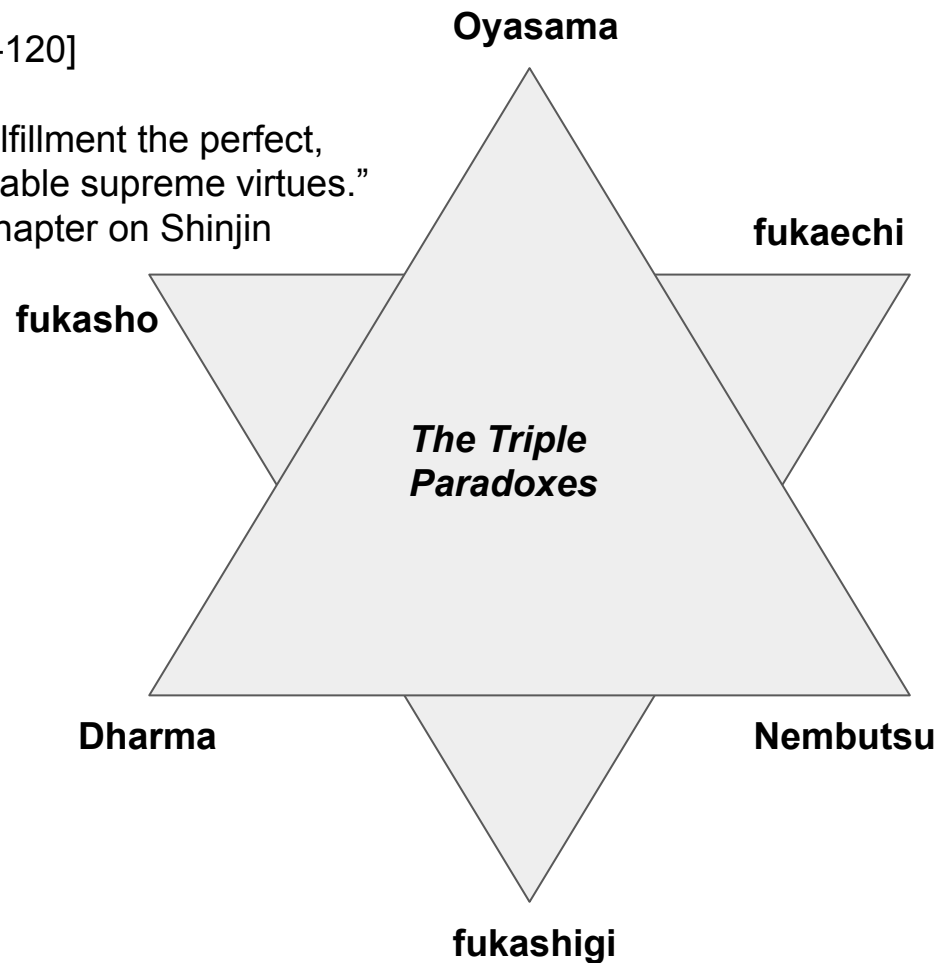 Oyasama
-120]
lfillment the perfect,
able supreme virtues.”
hapter on Shinjin
fukaechi
fukasho
The Triple
Paradoxes
Dharma
Nembutsu
fukashigi